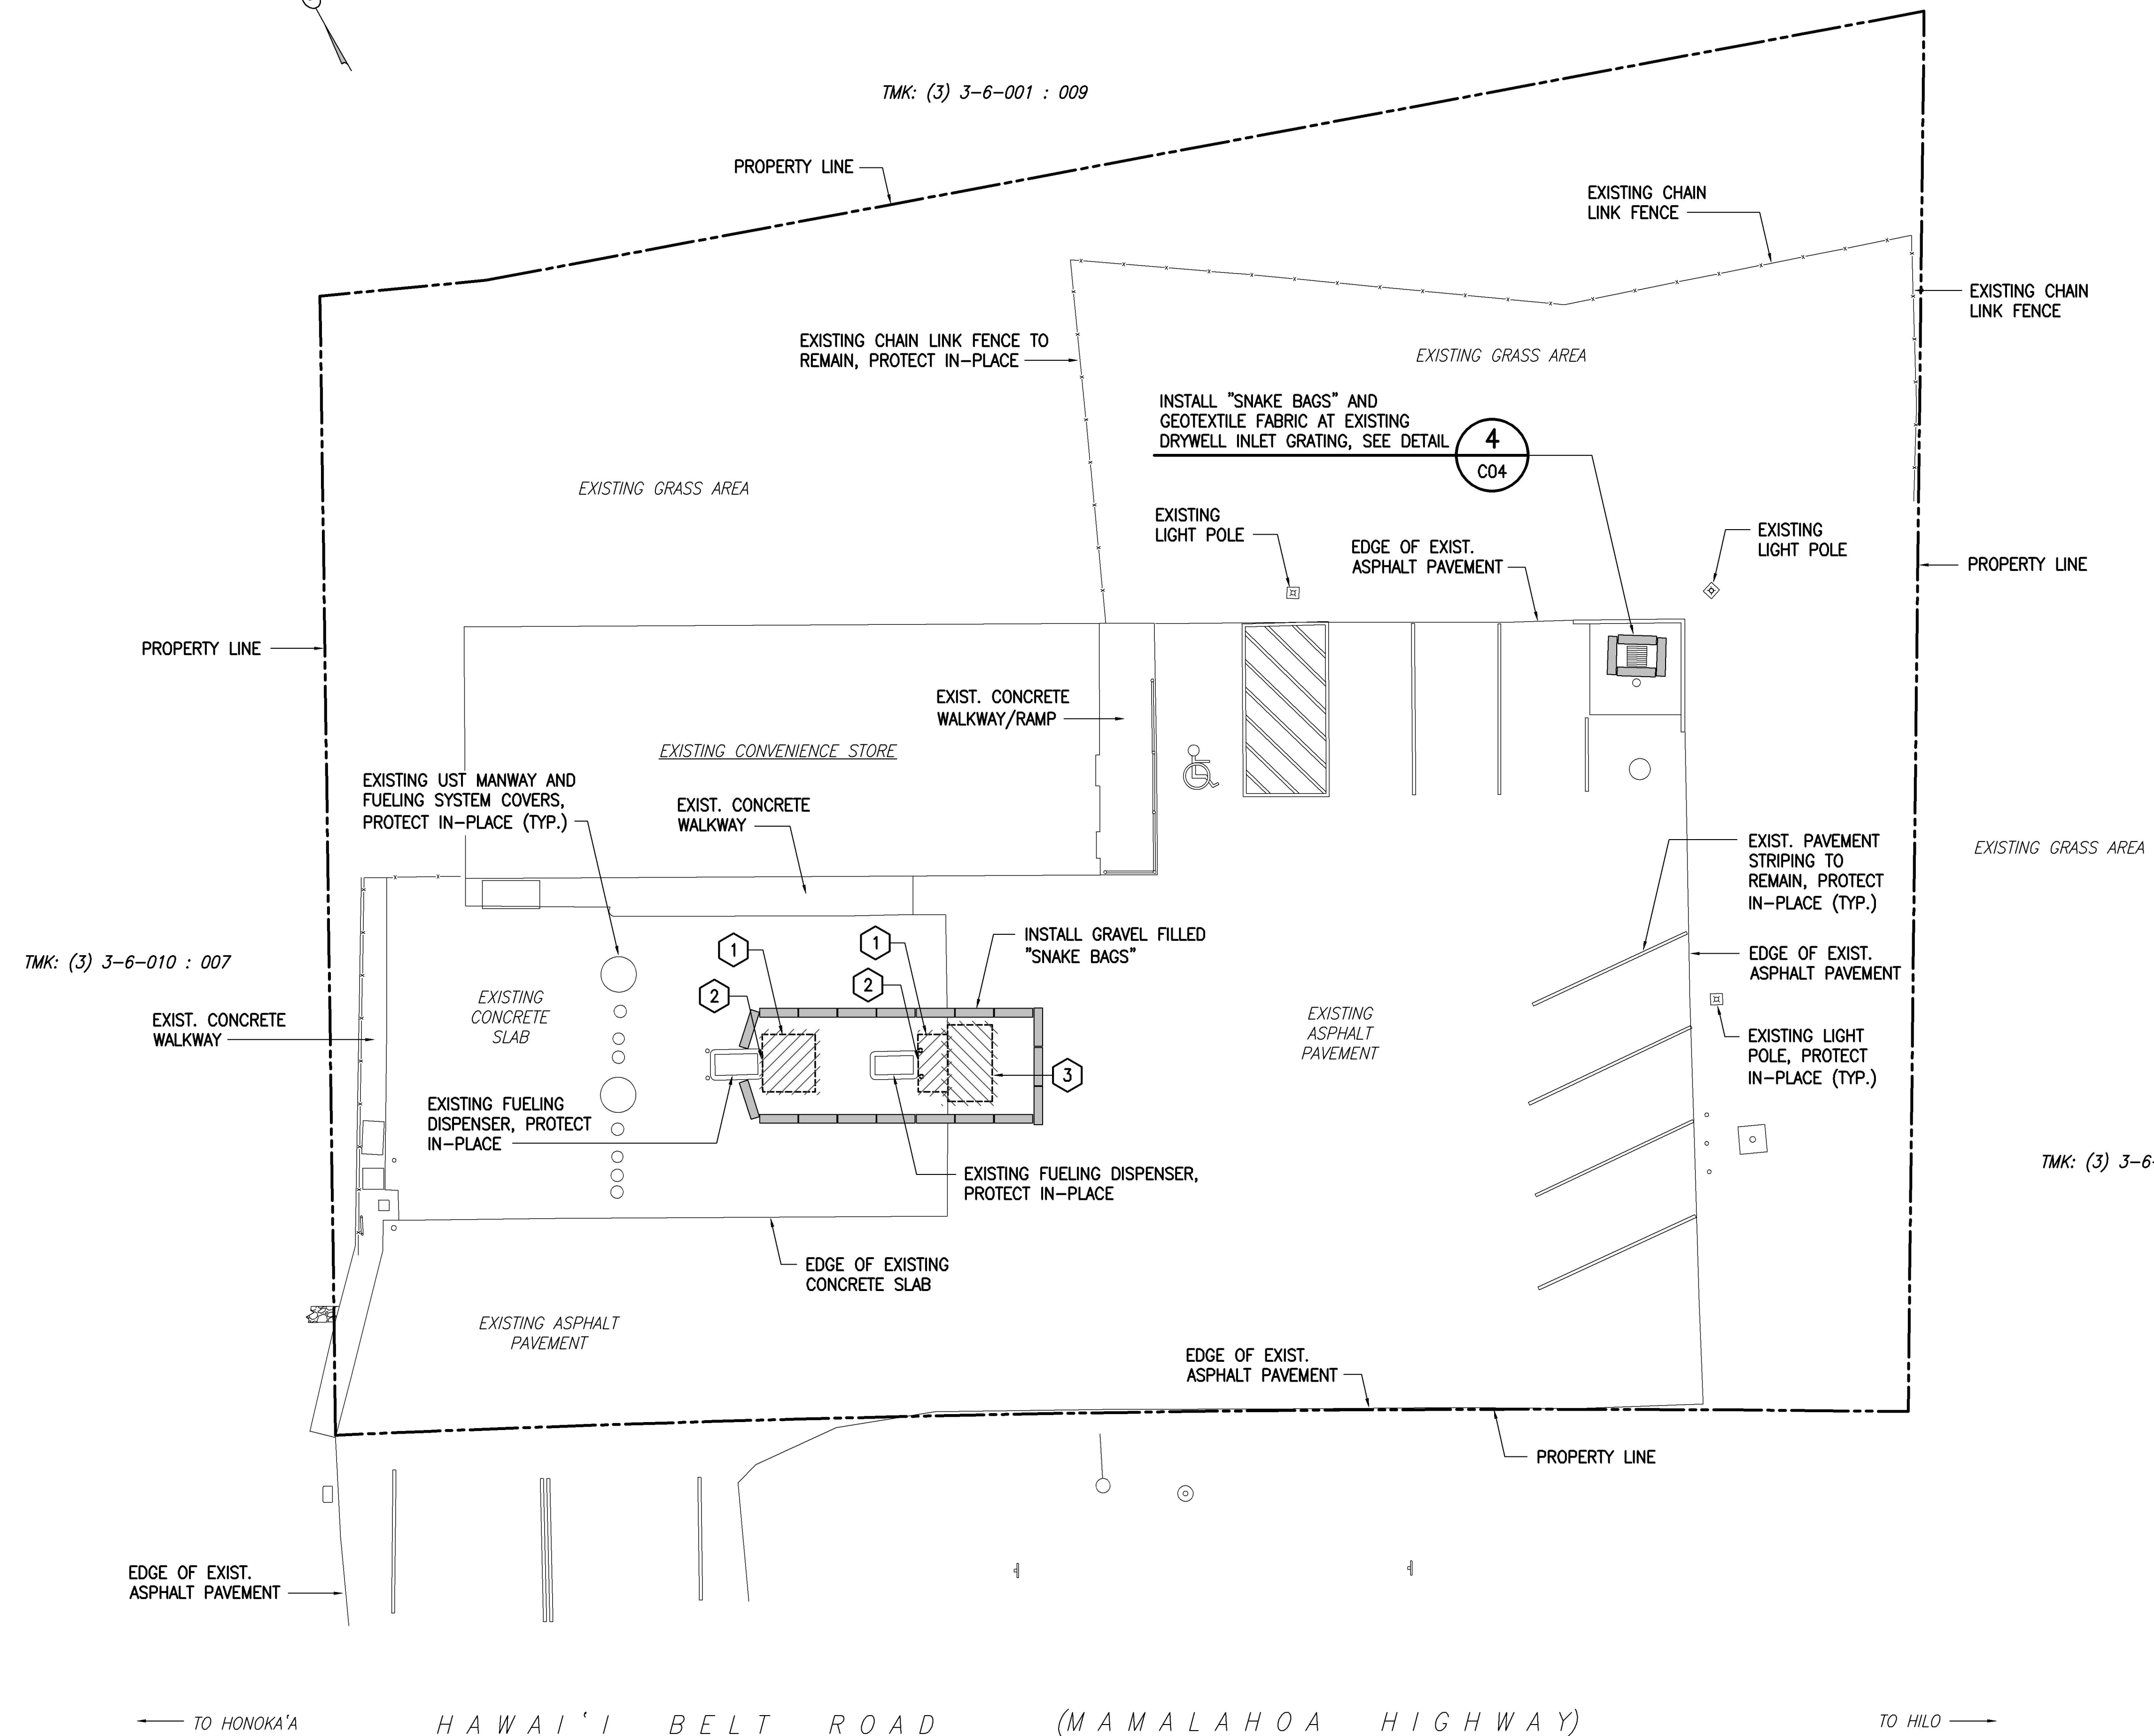 TMK: (3) 3-6-001 : 009
PROPERTY LINE
EXISTING CHAIN
LINK FENCE
EXISTING CHAIN
LINK FENCE
EXISTING CHAIN LINK FENCE TO
REMAIN, PROTECT IN-PLACE
EXISTING GRASS AREA
INSTALL "SNAKE BAGS" AND
GEOTEXTILE FABRIC AT EXISTING
DRYWELL INLET GRATING, SEE DETAIL
4
C04
EXISTING GRASS AREA
EXISTING
LIGHT POLE
EDGE OF EXIST.
ASPHALT PAVEMENT
EXISTING
LIGHT POLE
PROPERTY LINE
PROPERTY LINE
EXIST. CONCRETE
WALKWAY/RAMP
EXISTING CONVENIENCE STORE
EXISTING UST MANWAY AND
FUELING SYSTEM COVERS,
PROTECT IN-PLACE (TYP.)
EXIST. CONCRETE
WALKWAY
EXIST. PAVEMENT
STRIPING TO
REMAIN, PROTECT
IN-PLACE (TYP.)
EXISTING GRASS AREA
TMK: (3) 3-6-010 : 007
1
1
INSTALL GRAVEL FILLED
"SNAKE BAGS"
EDGE OF EXIST.
ASPHALT PAVEMENT
2
2
EXISTING
CONCRETE
SLAB
EXISTING
ASPHALT
PAVEMENT
EXIST. CONCRETE
WALKWAY
EXISTING LIGHT
POLE, PROTECT
IN-PLACE (TYP.)
3
EXISTING FUELING
DISPENSER, PROTECT
IN-PLACE
EXISTING FUELING DISPENSER,
PROTECT IN-PLACE
TMK: (3) 3-6-
EDGE OF EXISTING
CONCRETE SLAB
EXISTING ASPHALT
PAVEMENT
EDGE OF EXIST.
ASPHALT PAVEMENT
PROPERTY LINE
EDGE OF EXIST.
ASPHALT PAVEMENT
TO HONOKA'A
HAWAI'I BELT ROAD (MAMALAHOA HIGHWAY)
TO HILO